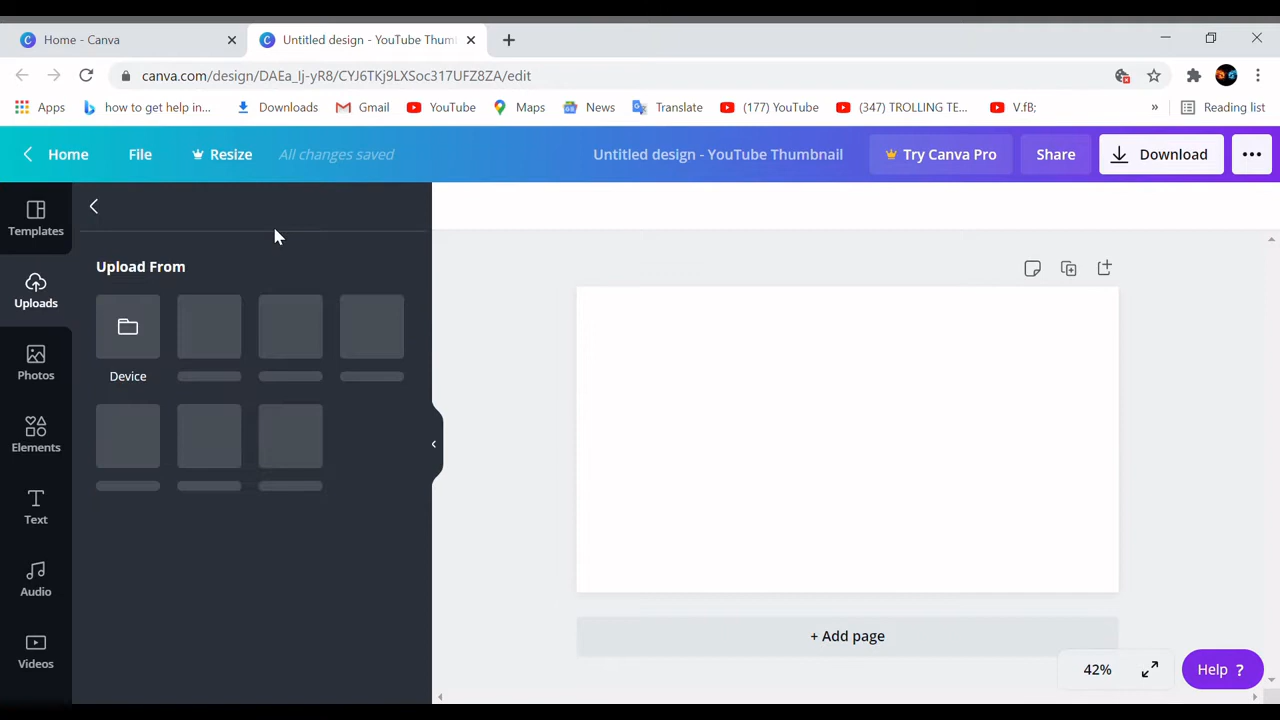 Home - Canva
Untitled design - YouTube Thum
canva.com/design/DAEa_lj-yR8/CYJ6TKj9LXSoc317UFZ8ZA/edit
Apps
how to get help in...
Downloads
Gmail
YouTube
Maps
News
Translate
(177) YouTube
(347) TROLLING TE...
V.fB;
»
Reading list
Home
File
Resize
All changes saved
Untitled design - YouTube Thumbnail
Try Canva Pro
Share
Download
Templates
Uploads
Photos
Elements
Text
Audio
Videos
Upload From
Device
+ Add page
42%
Help ?